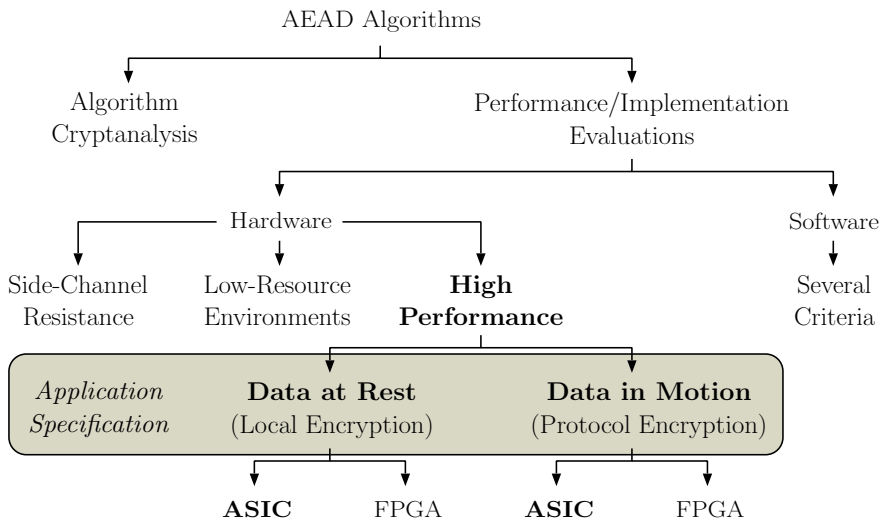 AEAD Algorithms
Algorithm
Cryptanalysis
Performance/Implementation
Evaluations
Hardware
Software
Side-Channel
Resistance
Low-Resource
Environments
High
Performance
Several
Criteria
Application
Specification
Data at Rest
(Local Encryption)
Data in Motion
(Protocol Encryption)
ASIC
FPGA
ASIC
FPGA